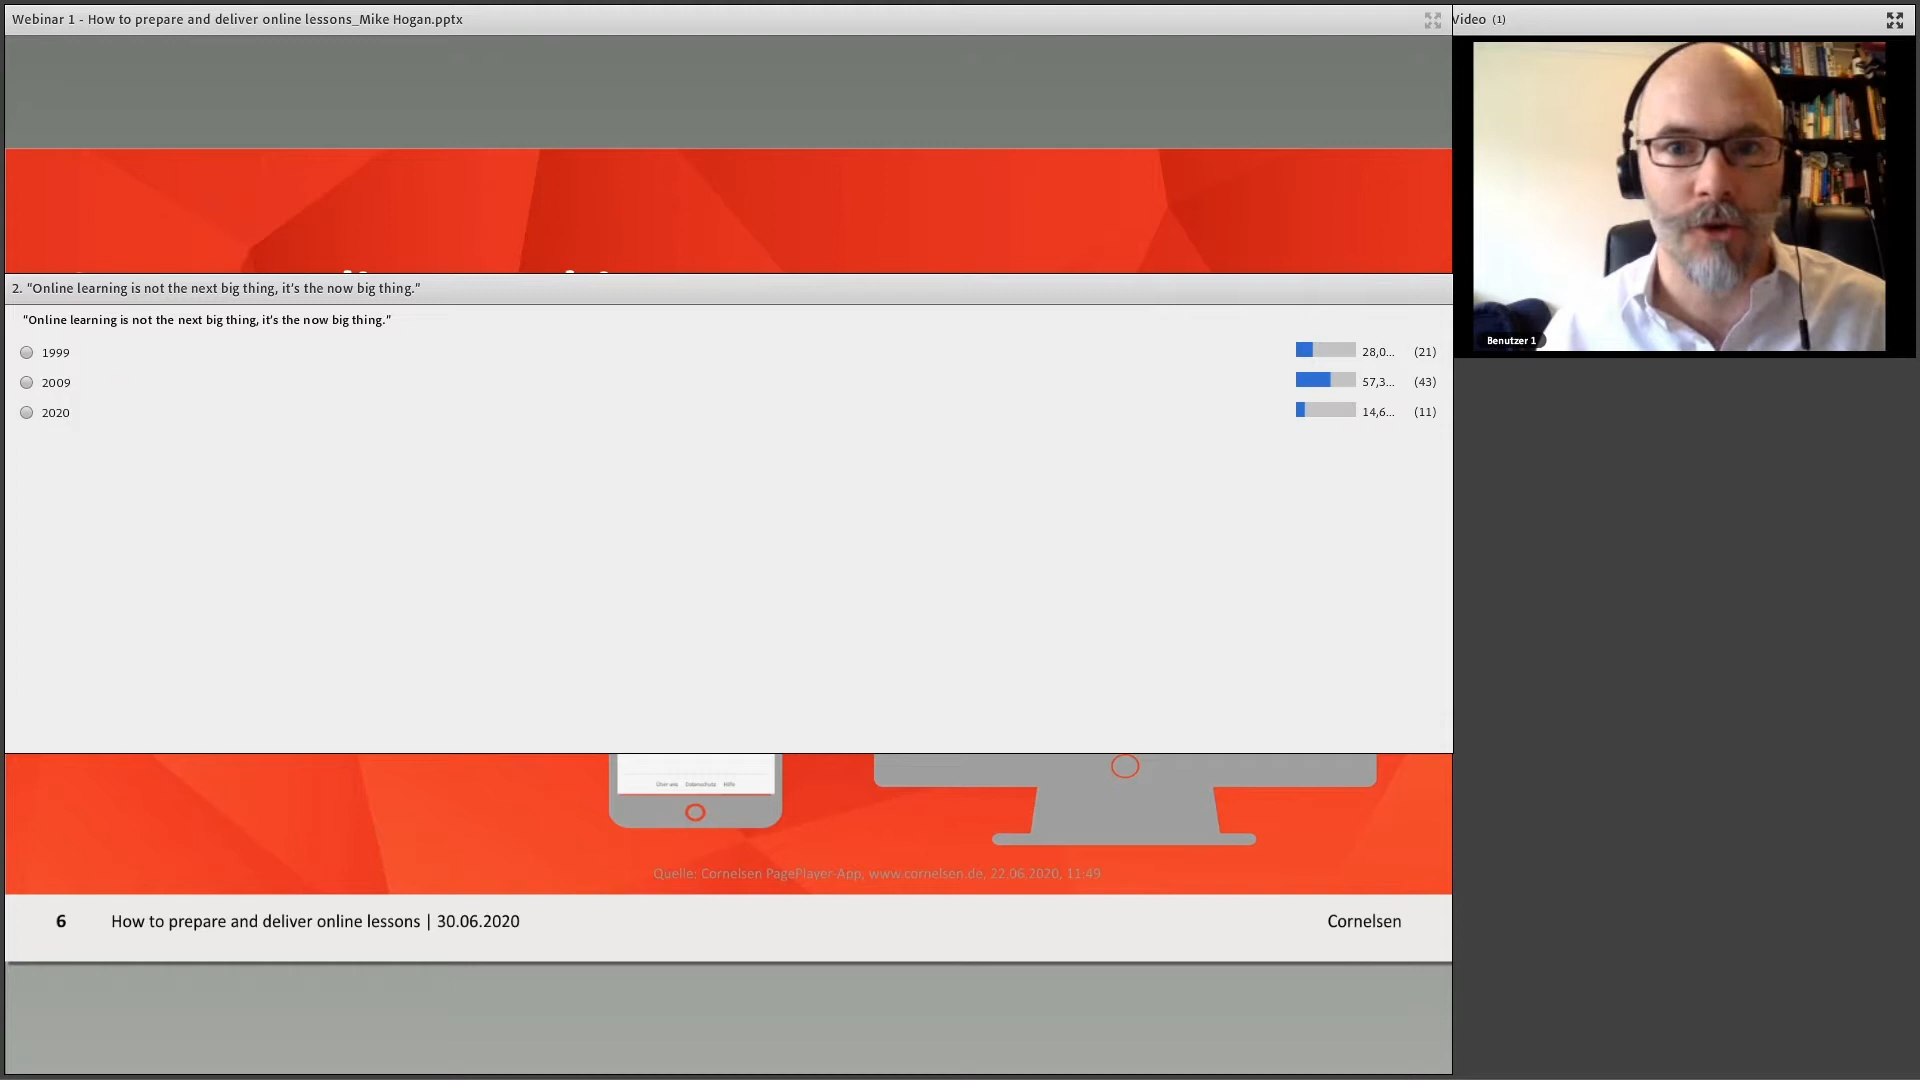 Webinar 1 - How to prepare and deliver online lessons_Mike Hogan.pptx
Video (1)
2. “Online learning is not the next big thing, it’s the now big thing.”
“Online learning is not the next big thing, it’s the now big thing.”
1999 28,0... (21)
2009 57,3... (43)
2020 14,6... (11)
Benutzer 1
Über uns Datenschutz Hilfe
Quelle: Cornelsen PagePlayer-App, www.cornelsen.de, 22.06.2020, 11:49
6 How to prepare and deliver online lessons | 30.06.2020 Cornelsen